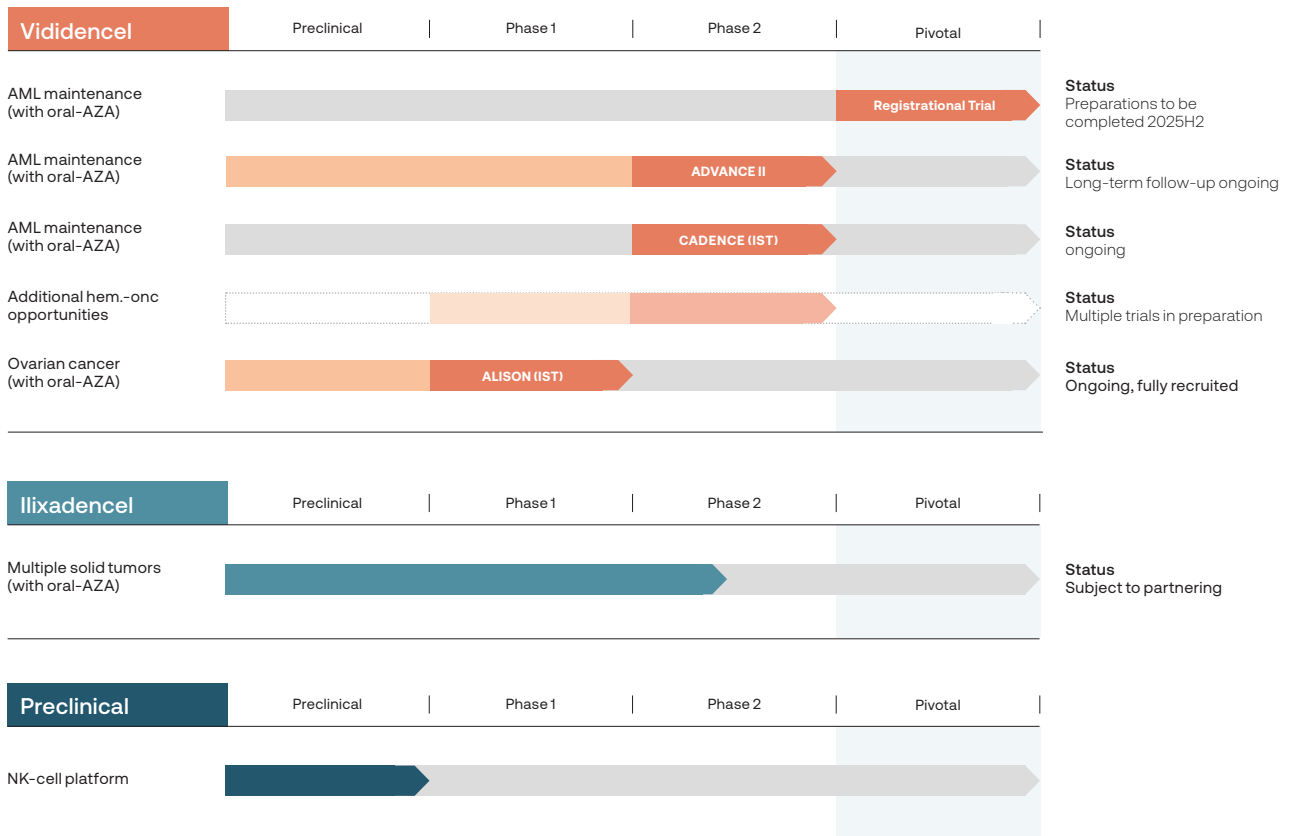 Vididencel
Preclinical
Phase 1
Phase 2
Pivotal
AML maintenance
(with oral-AZA)
Registrational Trial
Status
Preparations to be
completed 2025H2
AML maintenance
(with oral-AZA)
ADVANCE II
Status
Long-term follow-up ongoing
AML maintenance
(with oral-AZA)
CADENCE (IST)
Status
ongoing
Additional hem.-onc
opportunities
Status
Multiple trials in preparation
Ovarian cancer
(with oral-AZA)
ALISON (IST)
Status
Ongoing, fully recruited
Ilixadencel
Preclinical
Phase 1
Phase 2
Pivotal
Multiple solid tumors
(with oral-AZA)
Status
Subject to partnering
Preclinical
Preclinical
Phase 1
Phase 2
Pivotal
NK-cell platform